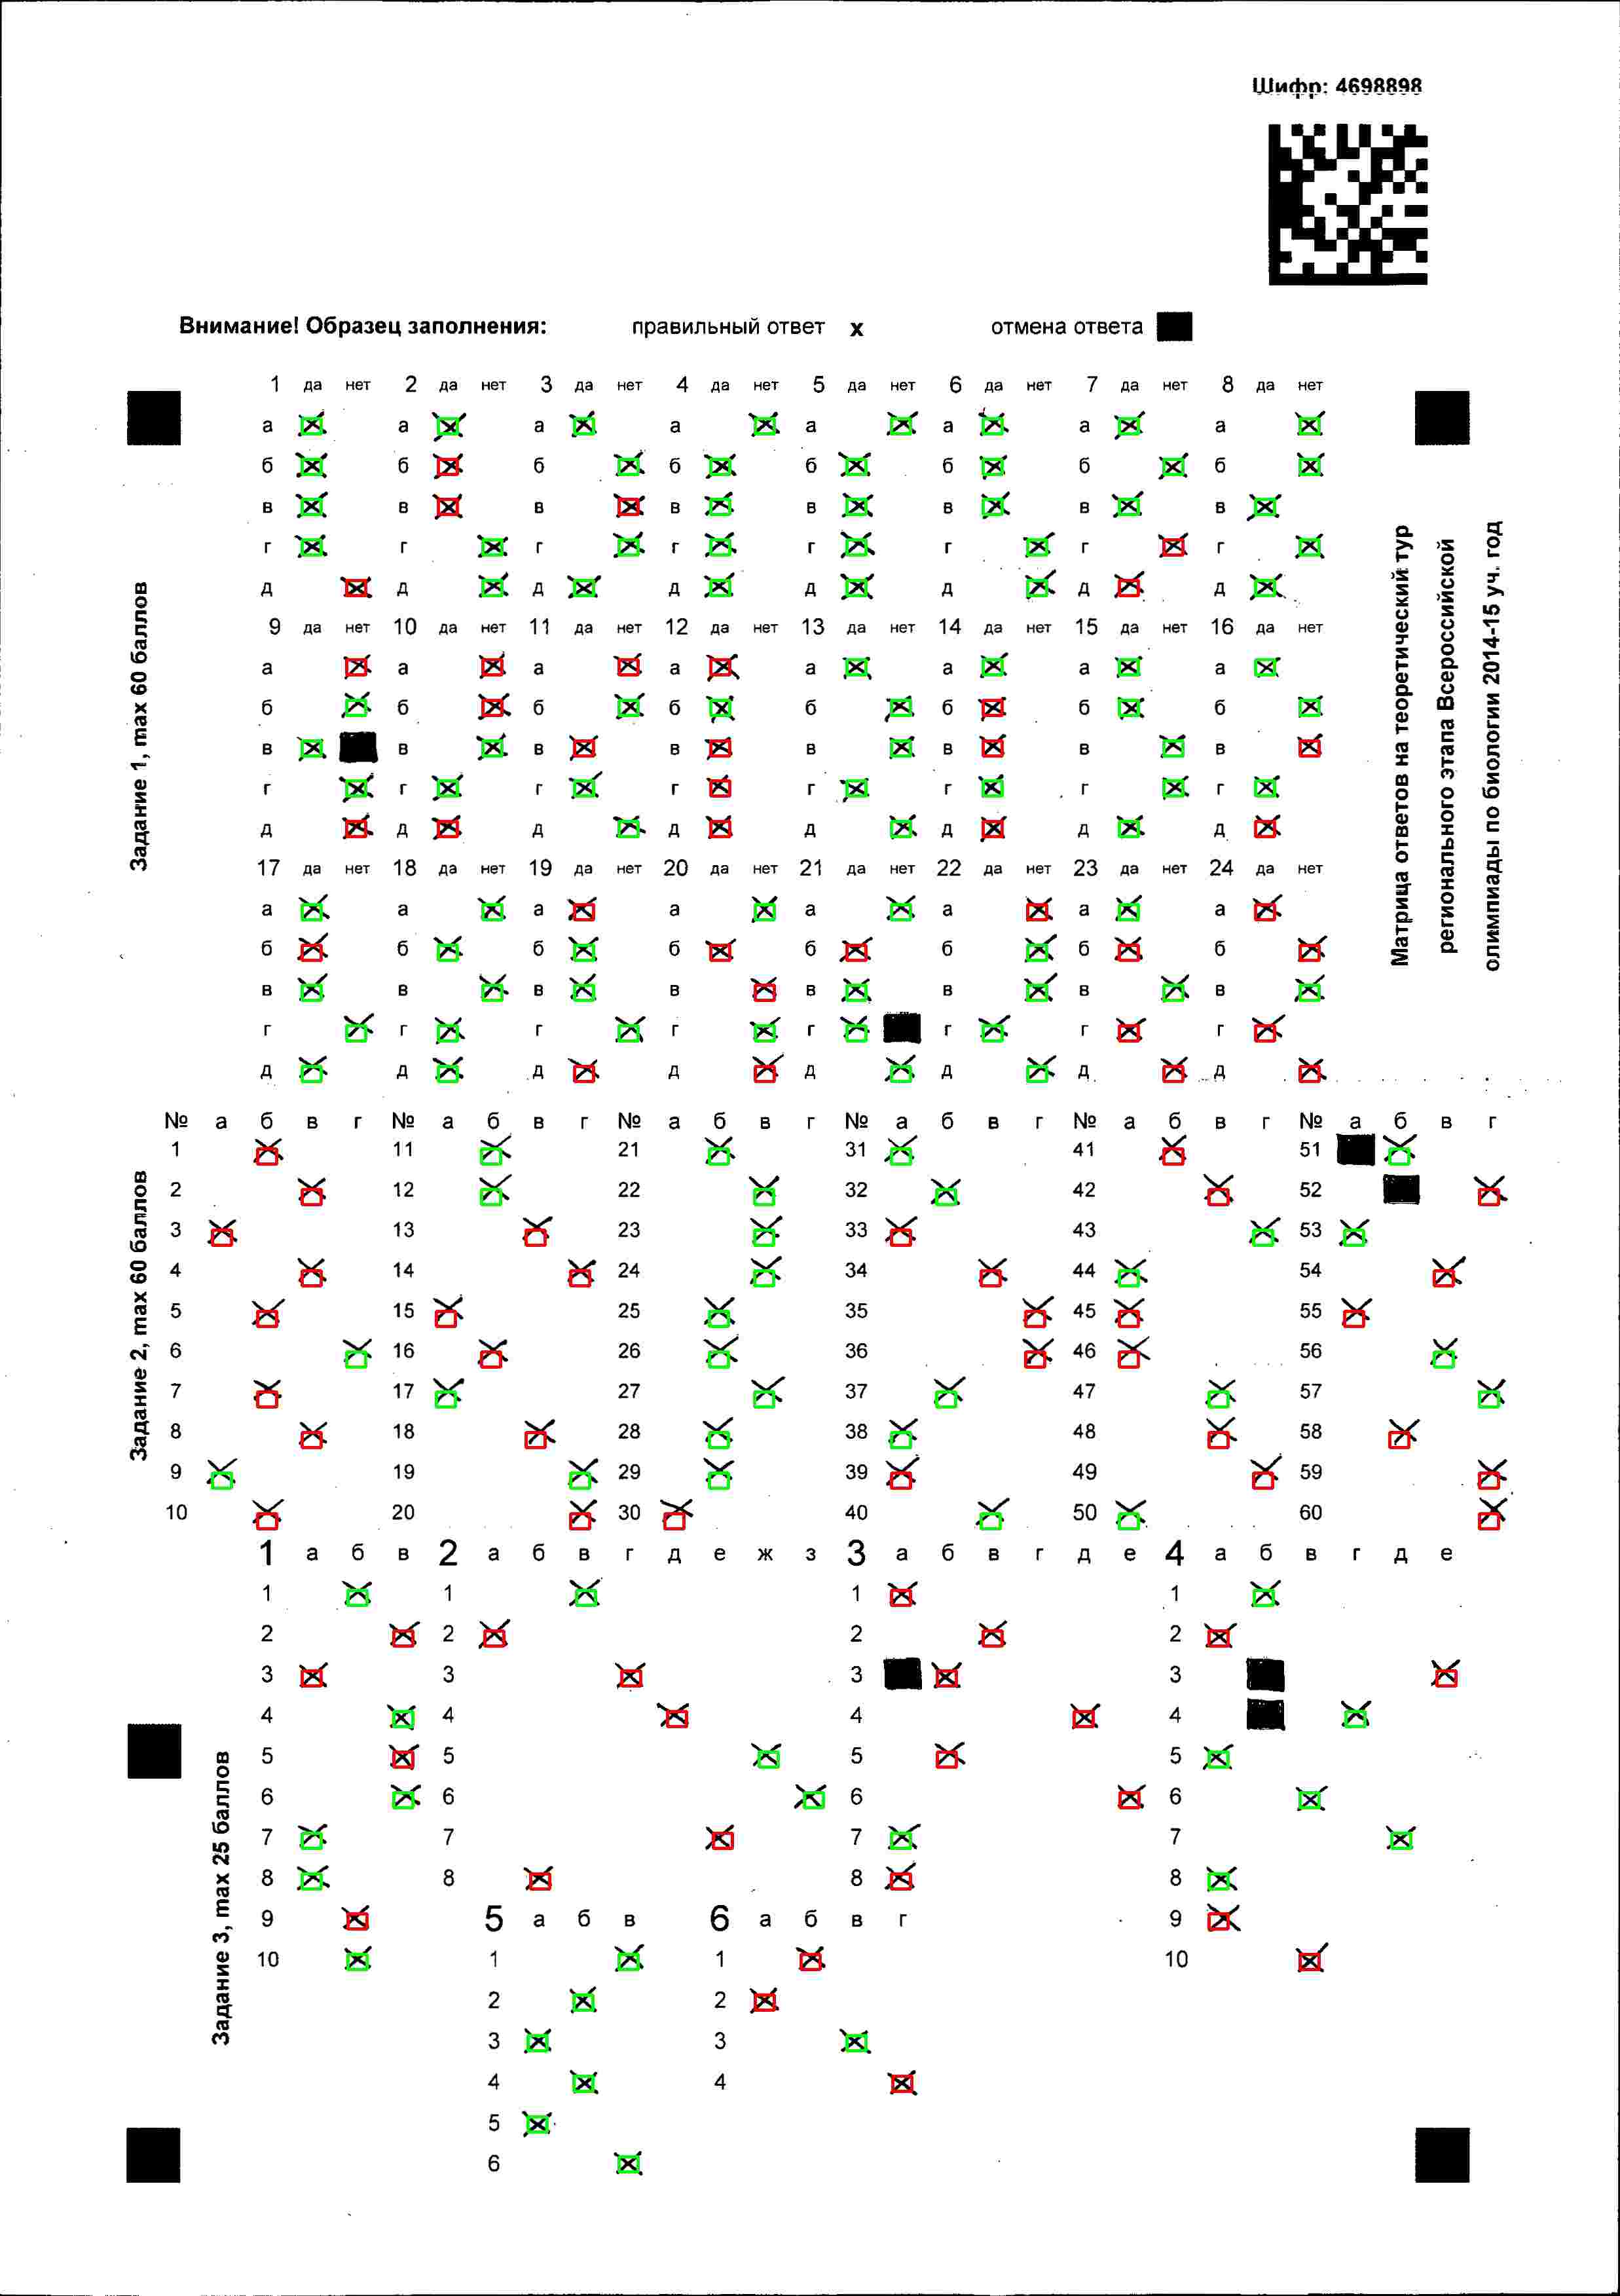 Шифр: 4698898
Внимание! Образец заполнения: правильный ответ х отмена ответа
1 да нет 2 да нет 3 да нет 4 да нет 5 да нет 6 да нет 7 да нет 8 да нет
а а а а а а а а
б б б б б б б б
в в в в в в в в
г г г г г г г г
д д д д д д д д
9 да нет 10 да нет 11 да нет 12 да нет 13 да нет 14 да нет 15 да нет 16 да нет
а а а а а а а а
б б б б б б б б
в в в в в в в в
г г г г г г г г
д д д д д д д д
17 да нет 18 да нет 19 да нет 20 да нет 21 да нет 22 да нет 23 да нет 24 да нет
а а а а а а а а
б б б б б б б б
в в в в в в в в
г г г г г г г г
д д д д д д д д
Задание 1, max 60 баллов
Матрица ответов на теоретический тур
регионального этапа Всероссийской
олимпиады по биологии 2014-15 уч. год
№ а б в г № а б в г № а б в г № а б в г № а б в г № а б в г
1 11 21 31 41 51
2 12 22 32 42 52
3 13 23 33 43 53
4 14 24 34 44 54
5 15 25 35 45 55
6 16 26 36 46 56
7 17 27 37 47 57
8 18 28 38 48 58
9 19 29 39 49 59
10 20 30 40 50 60
Задание 2, max 60 баллов
1 а б в 2 а б в г д е ж з 3 а б в г д е 4 а б в г д е
1 1 1 1
2 2 2 2
3 3 3 3
4 4 4 4
5 5 5 5
6 6 6 6
7 7 7 7
8 8 8 8
9 5 а б в 6 а б в г 9
10 1 1 10
2 2
3 3
4 4
5
6
Задание 3, max 25 баллов